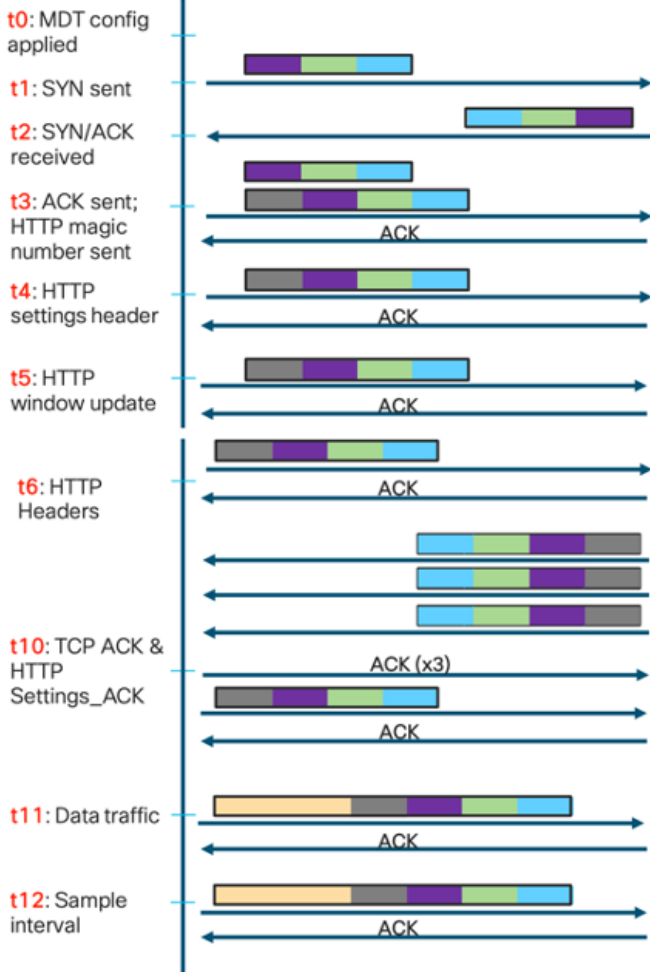 t0: MDT config
applied
t1: SYN sent
t2: SYN/ACK
received
t3: ACK sent;
HTTP magic
number sent
ACK
t4: HTTP
settings header
ACK
t5: HTTP
window update
ACK
t6: HTTP
Headers
ACK
t10: TCP ACK &
HTTP
Settings_ACK
ACK (x3)
ACK
t11: Data traffic
ACK
t12: Sample
interval
ACK